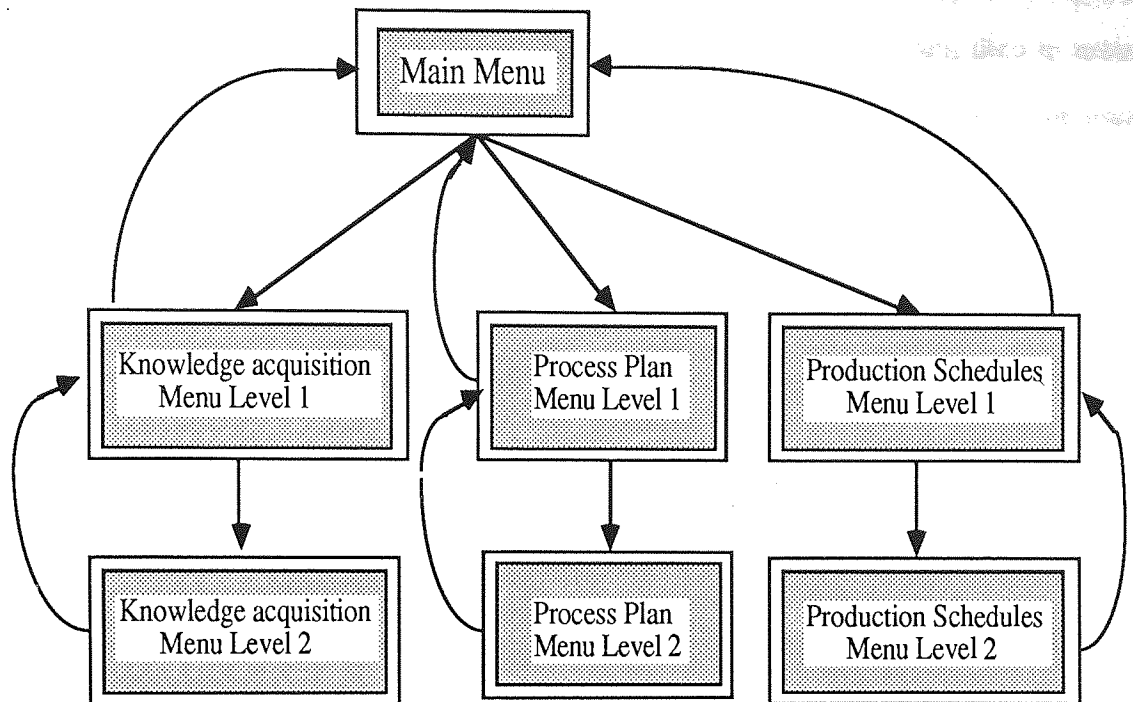 Main Menu
Knowledge acquisition
Menu Level 1
Process Plan
Menu Level 1
Production Schedules
Menu Level 1
Knowledge acquisition
Menu Level 2
Process Plan
Menu Level 2
Production Schedules
Menu Level 2